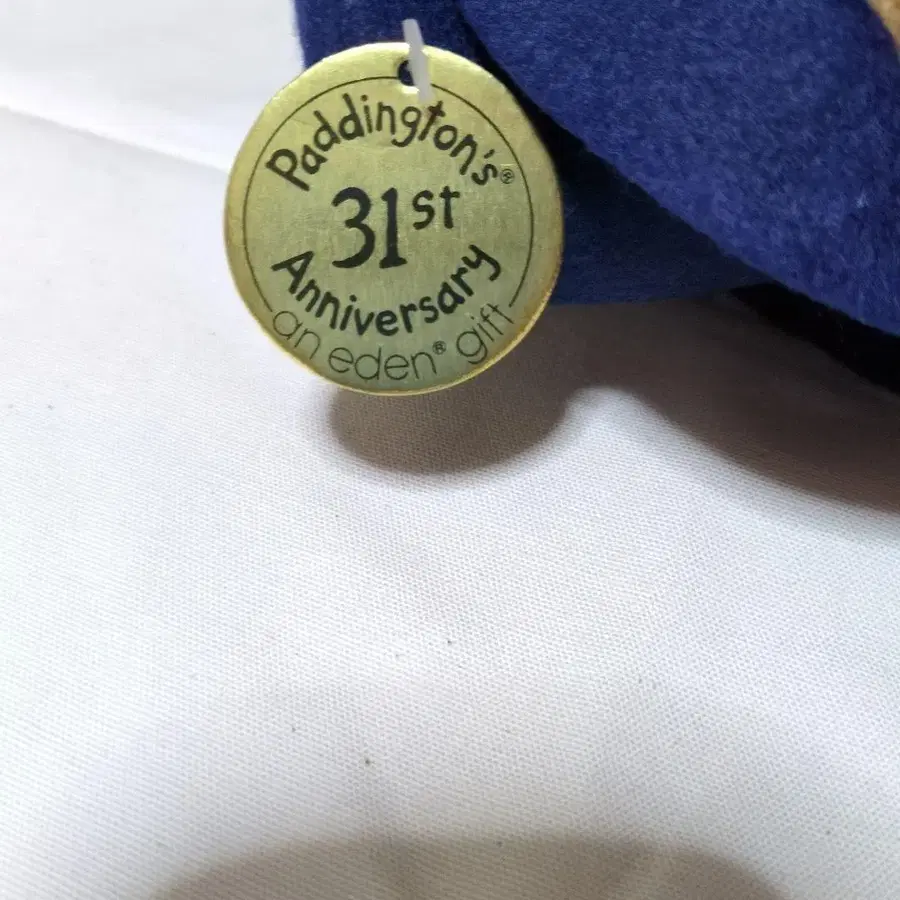 Paddington's®
31st
Anniversary
an eden® gift